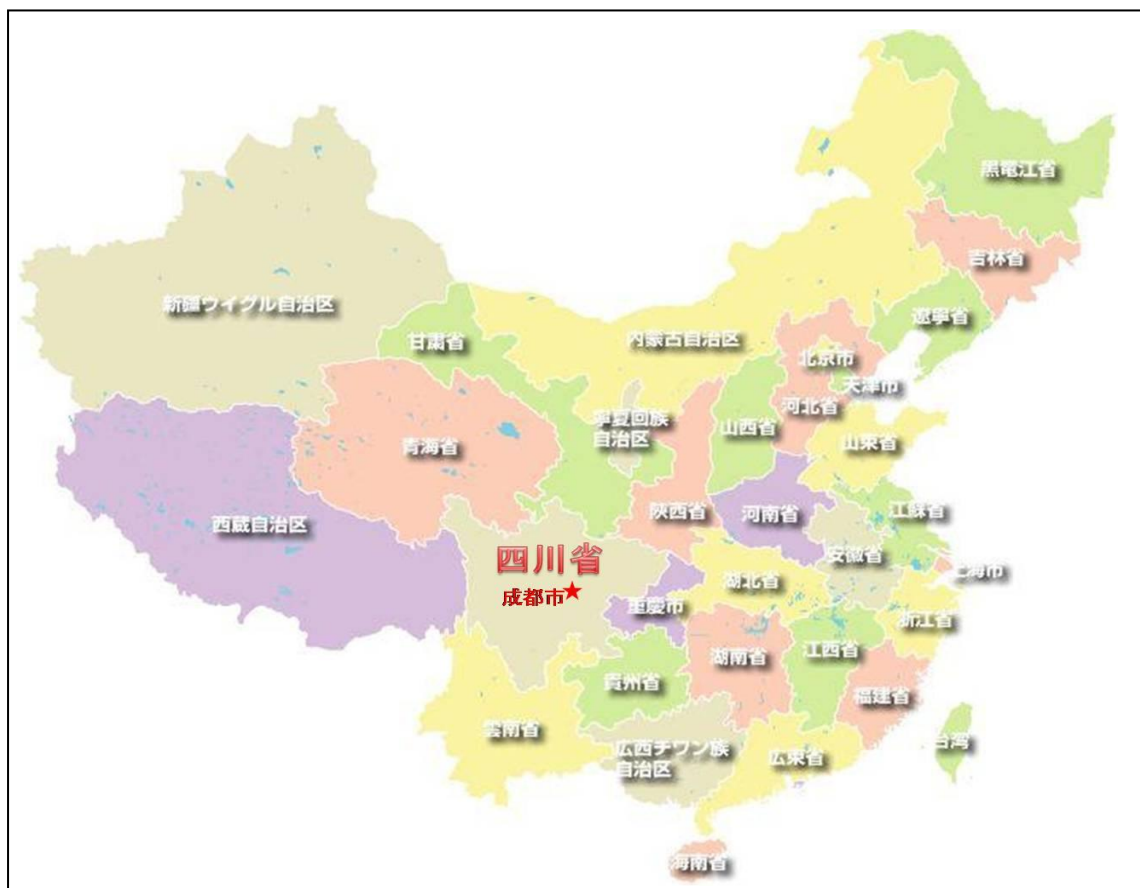 黒竜江省
吉林省
新疆ウイグル自治区
遼寧省
甘粛省
内蒙古自治区
北京市
天津市
河北省
寧夏回族
自治区
山西省
山東省
青海省
西蔵自治区
陝西省
河南省
江蘇省
四川省
安徽省
上海市
湖北省
成都市
重慶市
浙江省
湖南省
江西省
貴州省
福建省
雲南省
広西チワン族
自治区
広東省
台湾
海南省